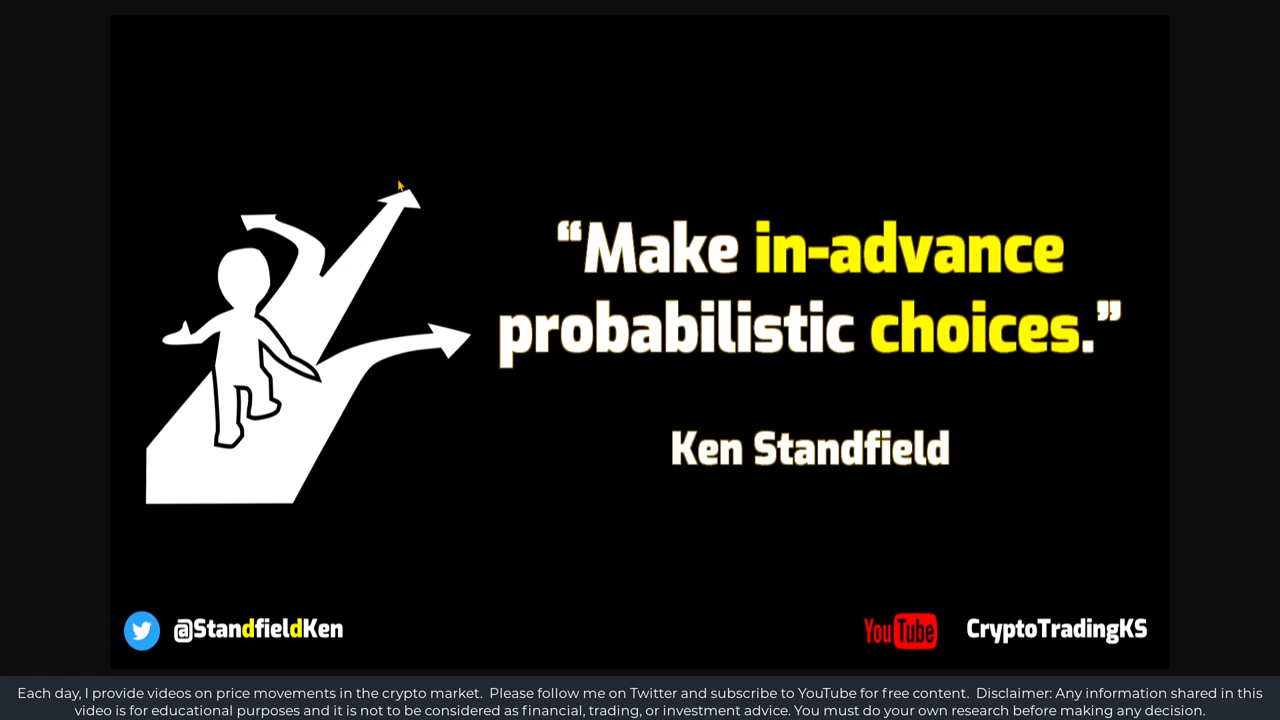 “Make in-advance
probabilistic choices.”
Ken Standfield
@StandfieldKen
YouTube CryptoTradingKS
Each day, I provide videos on price movements in the crypto market.  Please follow me on Twitter and subscribe to YouTube for free content.  Disclaimer: Any information shared in this
video is for educational purposes and it is not to be considered as financial, trading, or investment advice. You must do your own research before making any decision.